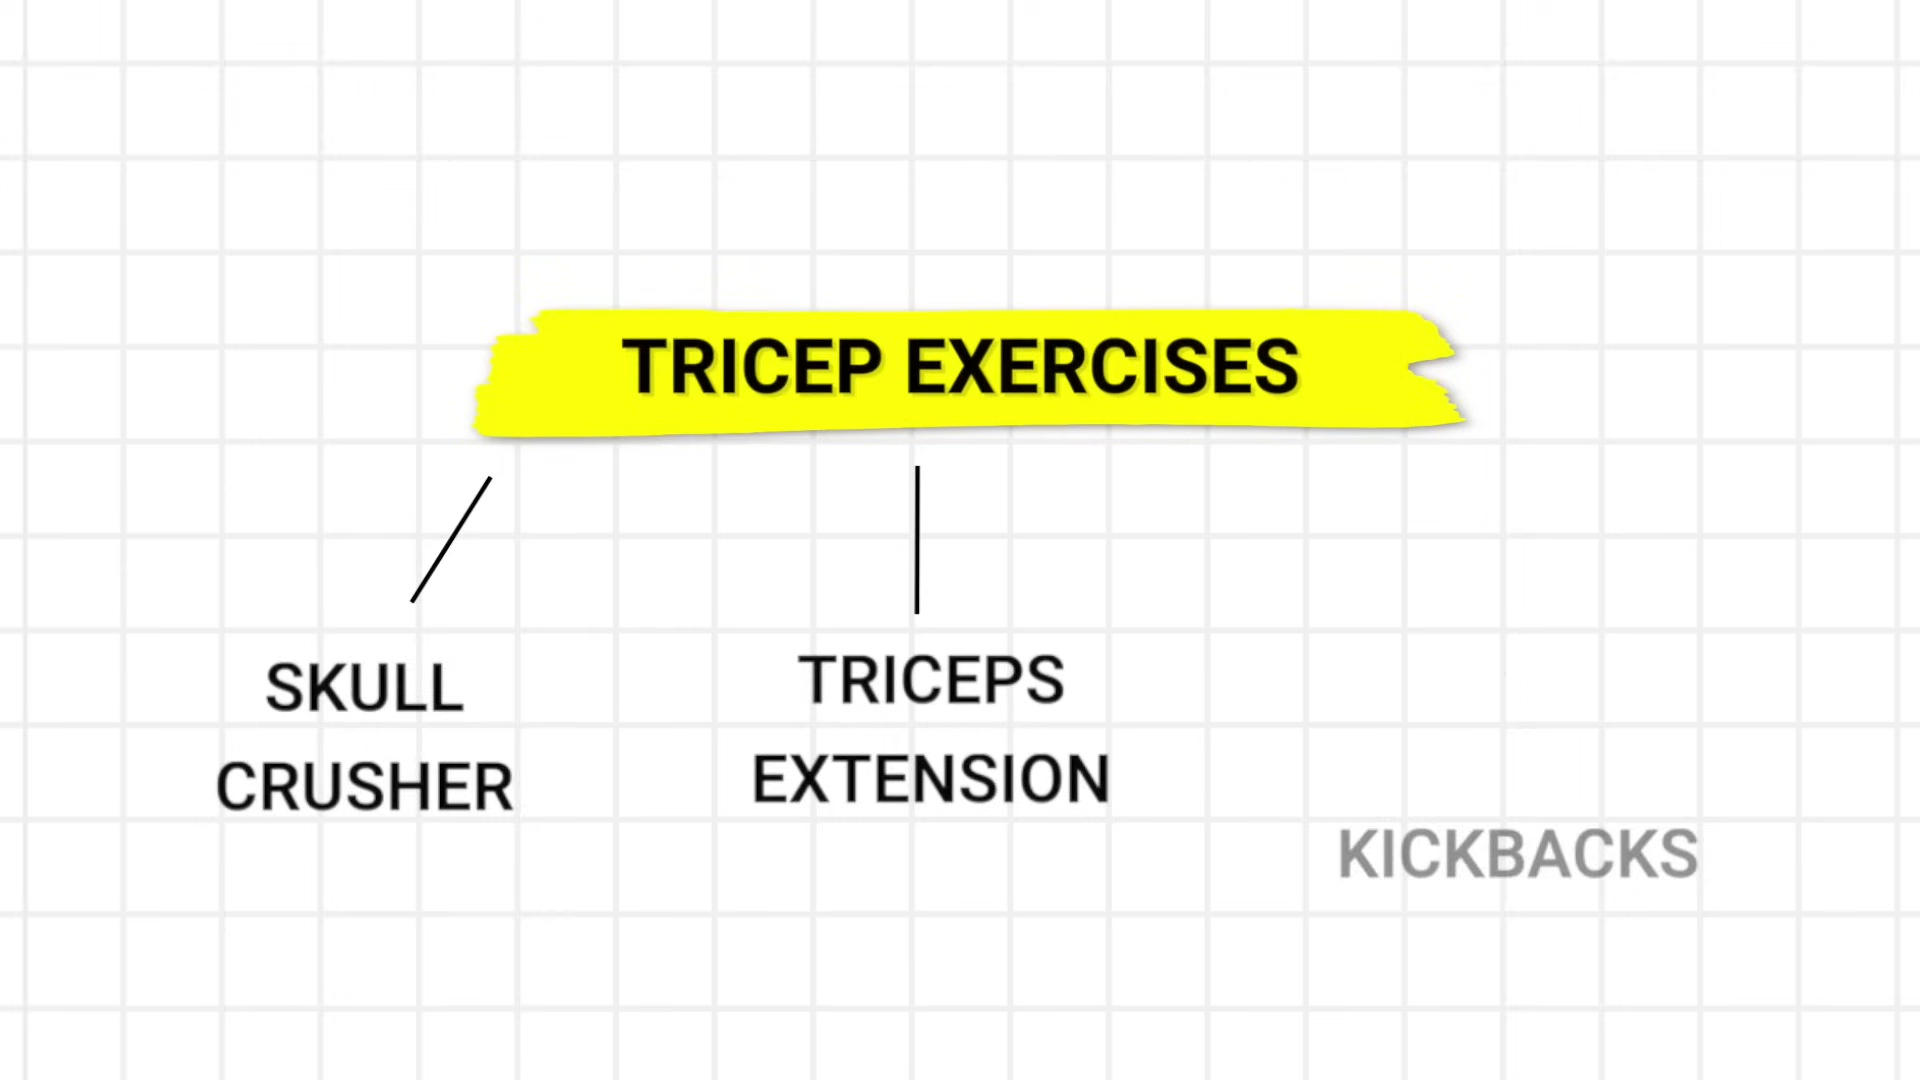 TRICEP EXERCISES
SKULL
CRUSHER
TRICEPS
EXTENSION
KICKBACKS